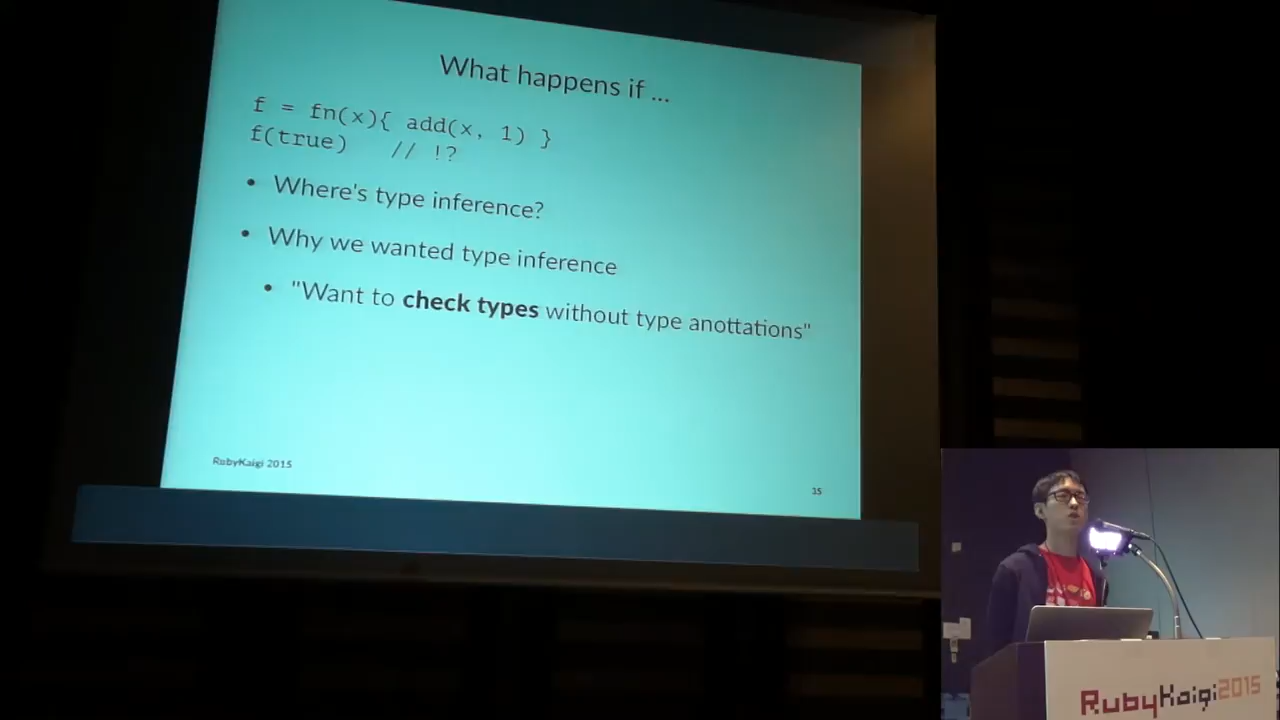 What happens if ...
f = fn(x){ add(x, 1) }
f(true)   // !?
• Where's type inference?
• Why we wanted type inference
• "Want to check types without type anottations"
RubyKaigi 2015
35
RubyKaigi2015